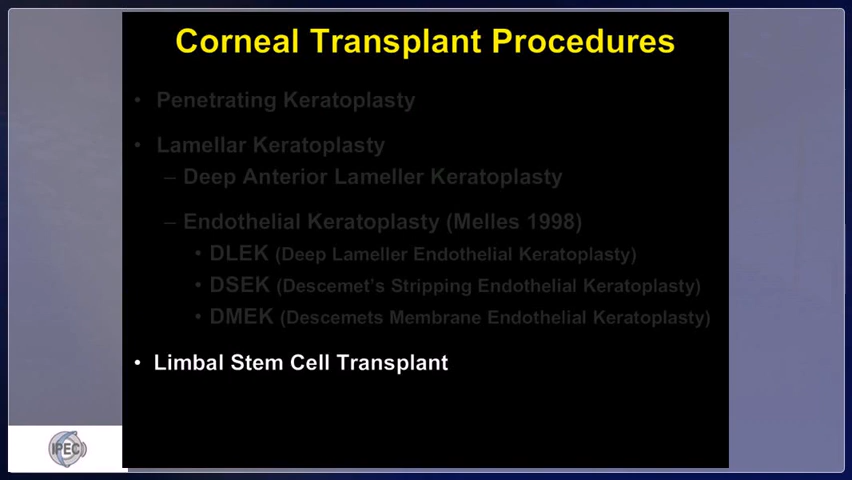 Corneal Transplant Procedures
• Penetrating Keratoplasty
• Lamellar Keratoplasty
– Deep Anterior Lameller Keratoplasty
– Endothelial Keratoplasty (Melles 1998)
• DLEK (Deep Lameller Endothelial Keratoplasty)
• DSEK (Descemet's Stripping Endothelial Keratoplasty)
• DMEK (Descemets Membrane Endothelial Keratoplasty)
• Limbal Stem Cell Transplant
IPEC